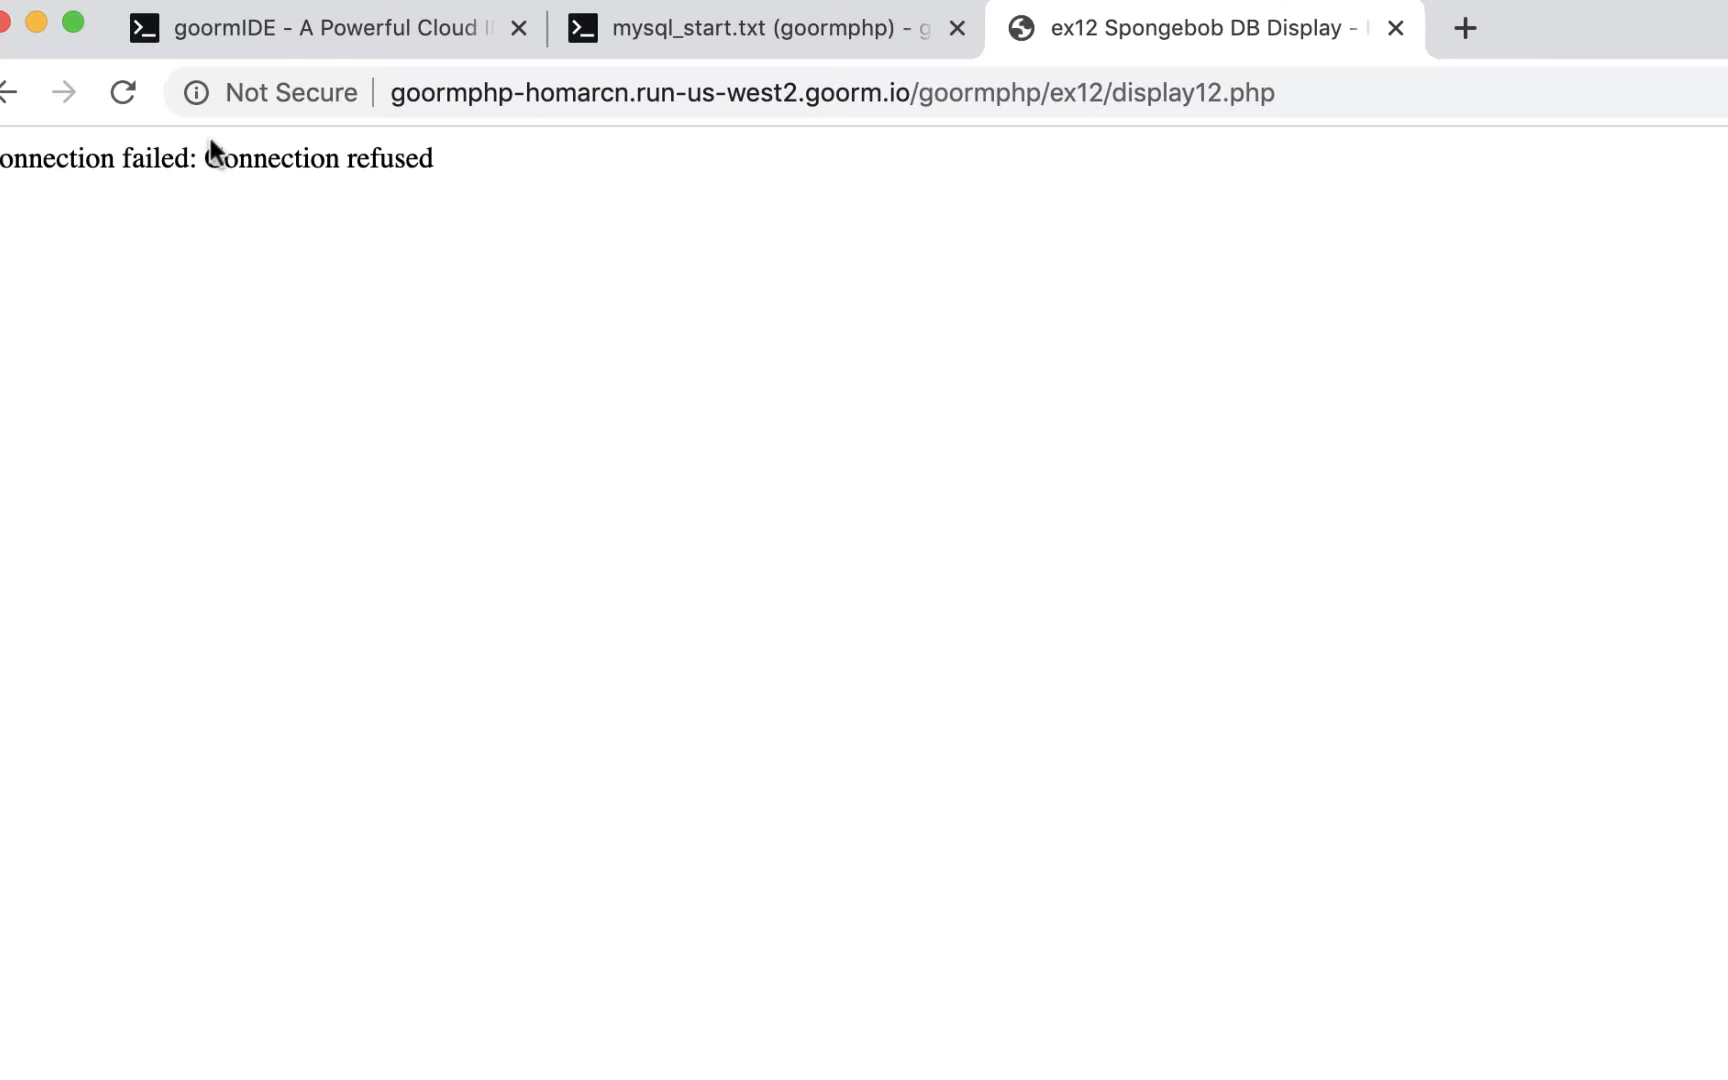 goormIDE - A Powerful Cloud
mysql_start.txt (goormphp) - g
ex12 Spongebob DB Display -
Not Secure goormphp-homarcn.run-us-west2.goorm.io/goormphp/ex12/display12.php
onnection failed: Connection refused